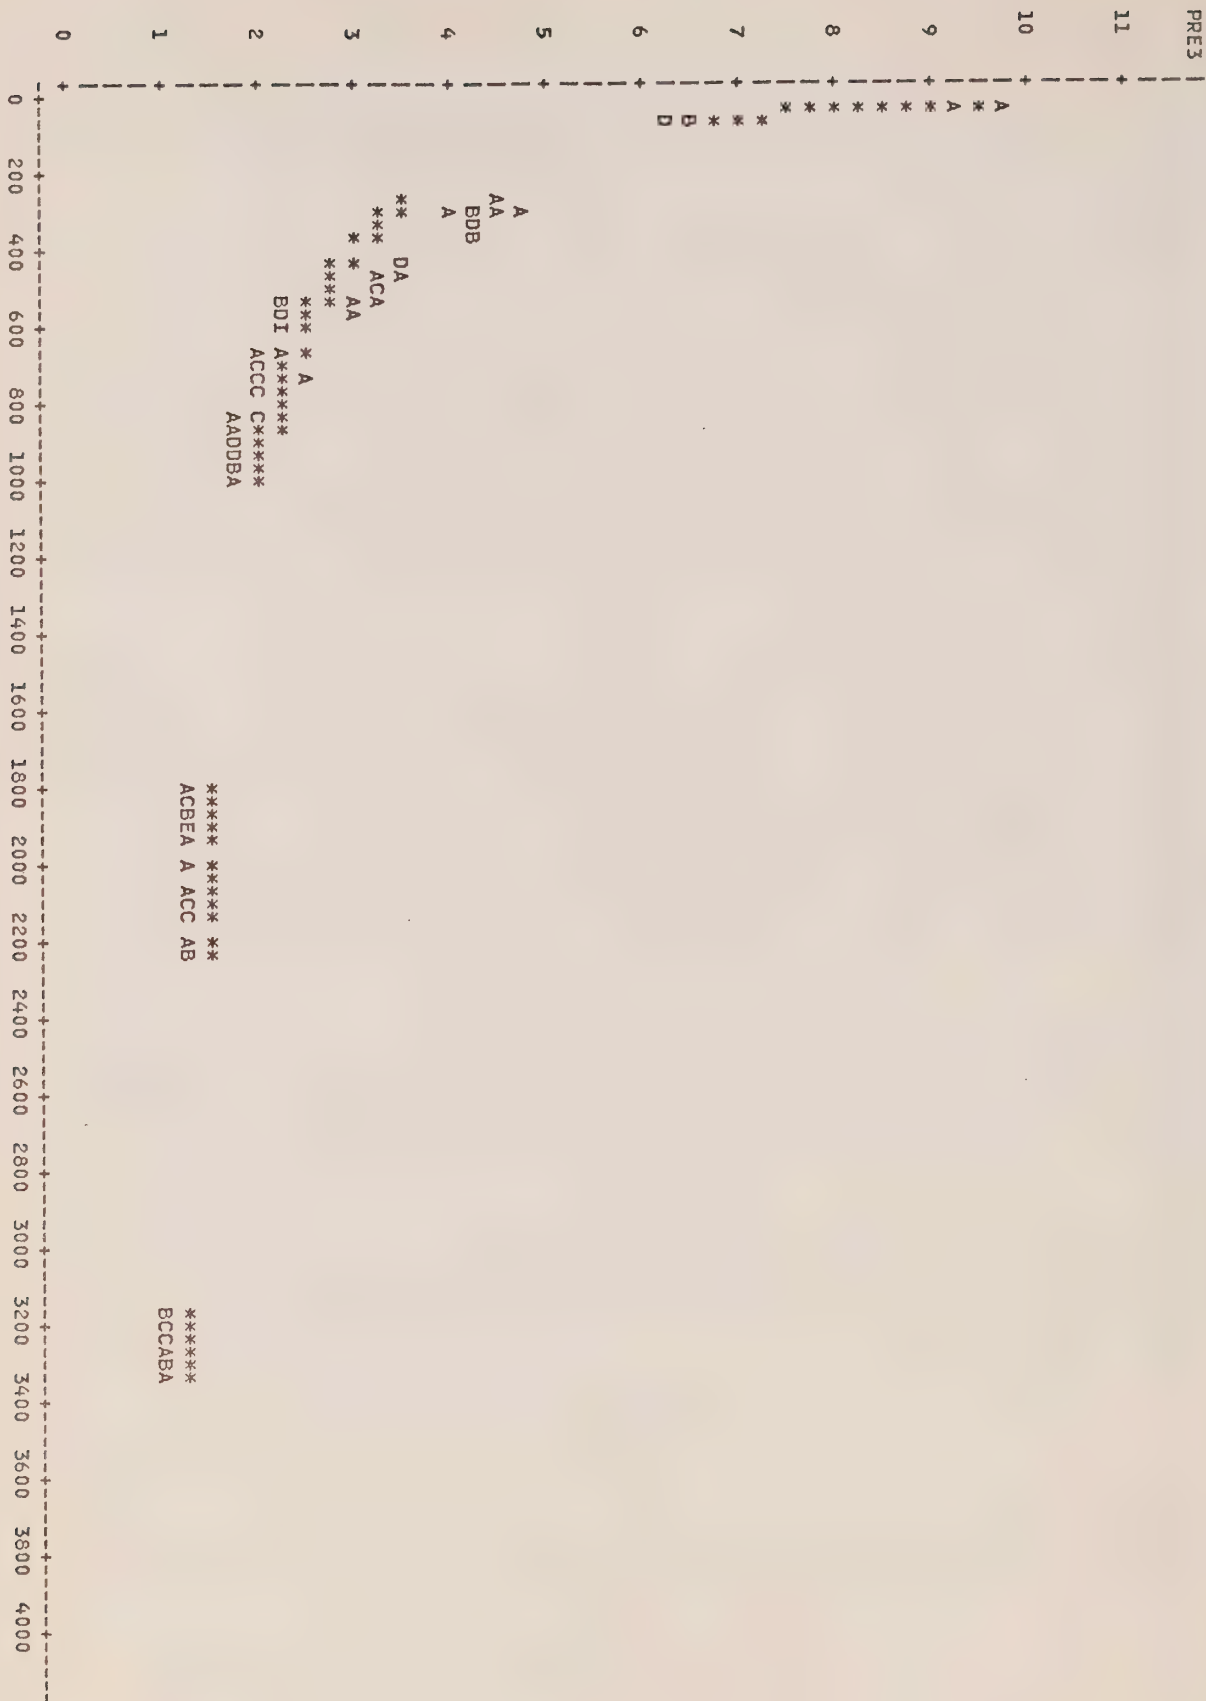 PRE3
11
10
A
*
A
9 *
*
*
*
8 *
*
*
*
7 *
*
B
D
6
5
A
AA
BDB
4 A
** DA
*** ACA
3 * * AA
****
*** * A
BDI A******
2 ACCC C*****
AADDBA
***** ***** **
ACBEA A ACC AB ******
1 BCCABA
0
0 200 400 600 800 1000 1200 1400 1600 1800 2000 2200 2400 2600 2800 3000 3200 3400 3600 3800 4000